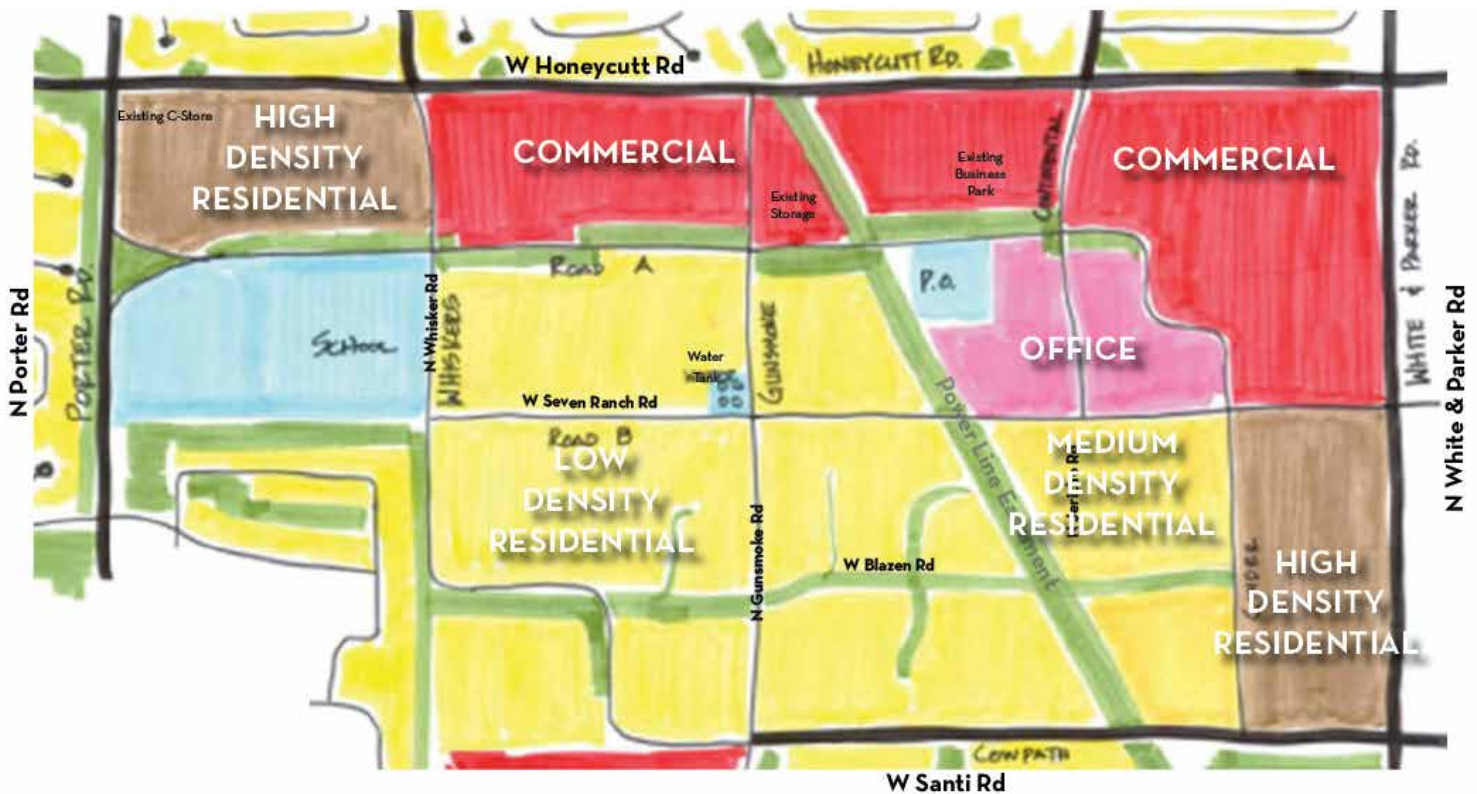 W Honeycutt Rd
HONEYCUTT RD.
Existing C-Store
HIGH
DENSITY
RESIDENTIAL
COMMERCIAL
Existing
Storage
Existing
Business
Park
CONTINENTAL
COMMERCIAL
WHITE & PARKER RD.
N White & Parker Rd
N Porter Rd
PORTER RD.
SCHOOL
N Whisker Rd
WHISKERS
ROAD A
Water
Tank
W Seven Ranch Rd
GUNSMOKE
P.O.
OFFICE
Power Line Easement
ROAD B
LOW
DENSITY
RESIDENTIAL
N Gunsmoke Rd
MEDIUM
DENSITY
RESIDENTIAL
W Blazen Rd
HIGH
DENSITY
RESIDENTIAL
COWPATH
W Santi Rd